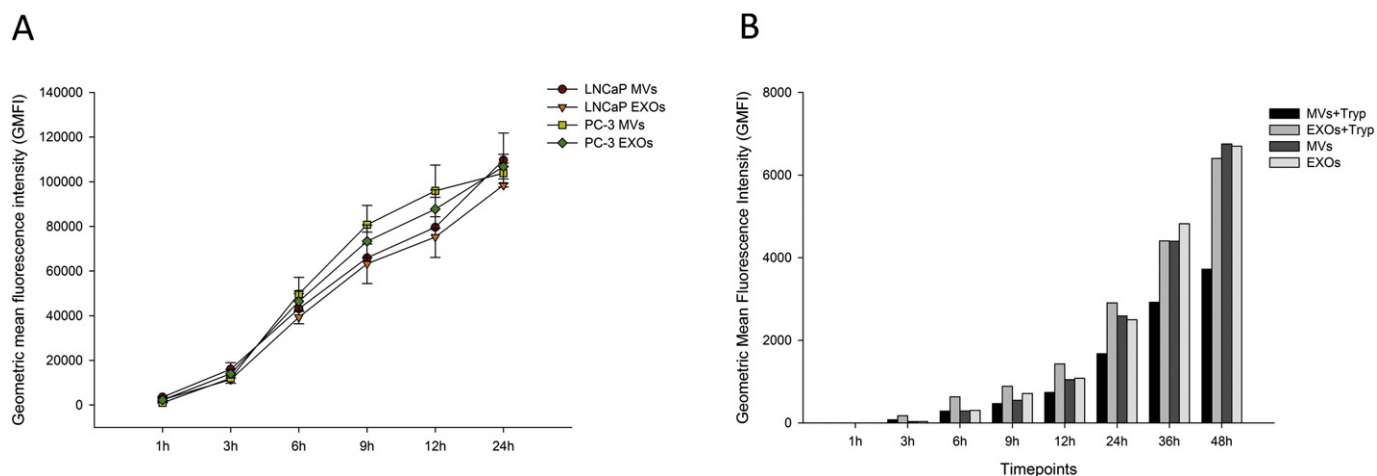 A
Geometric mean fluorescence intensity (GMFI)
140000
120000
100000
80000
60000
40000
20000
0
1h 3h 6h 9h 12h 24h
LNCaP MVs
LNCaP EXOs
PC-3 MVs
PC-3 EXOs
B
Geometric Mean Fluorescence Intensity (GMFI)
8000
6000
4000
2000
0
1h 3h 6h 9h 12h 24h 36h 48h
Timepoints
MVs+Tryp
EXOs+Tryp
MVs
EXOs